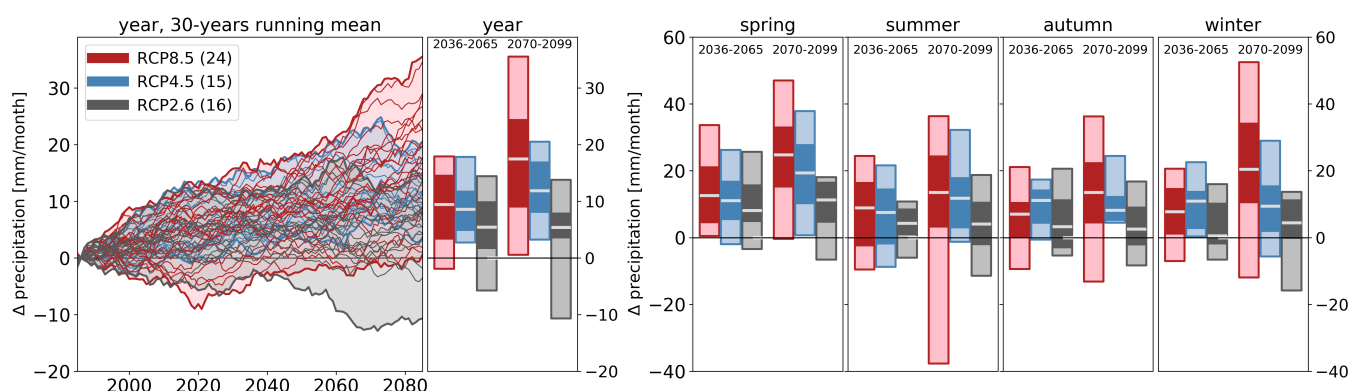 year, 30-years running mean
year
spring
summer
autumn
winter
RCP8.5 (24)
RCP4.5 (15)
RCP2.6 (16)
2036-2065 2070-2099
2036-2065 2070-2099
2036-2065 2070-2099
2036-2065 2070-2099
2036-2065 2070-2099
Δ precipitation [mm/month]
30
20
10
0
−10
−20
2000 2020 2040 2060 2080
30
20
10
0
−10
−20
Δ precipitation [mm/month]
60
40
20
0
−20
−40
60
40
20
0
−20
−40